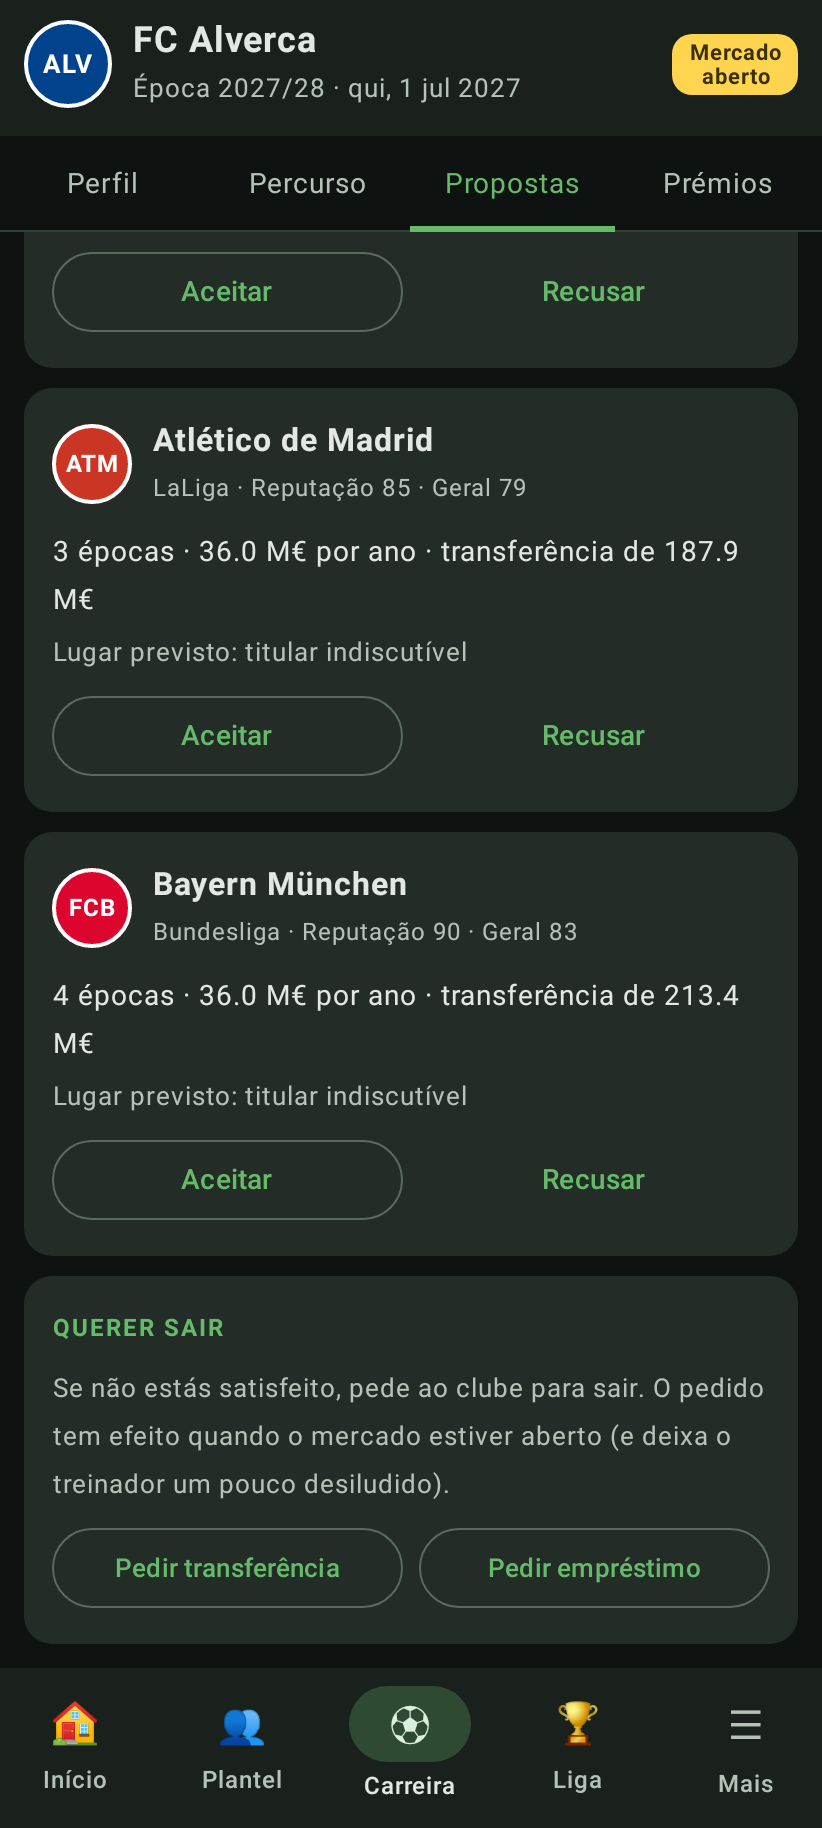 ALV
FC Alverca
Época 2027/28 · qui, 1 jul 2027
Mercado
aberto
Perfil
Percurso
Propostas
Prémios
Aceitar
Recusar
ATM
Atlético de Madrid
LaLiga · Reputação 85 · Geral 79
3 épocas · 36.0 M€ por ano · transferência de 187.9
M€
Lugar previsto: titular indiscutível
Aceitar
Recusar
FCB
Bayern München
Bundesliga · Reputação 90 · Geral 83
4 épocas · 36.0 M€ por ano · transferência de 213.4
M€
Lugar previsto: titular indiscutível
Aceitar
Recusar
QUERER SAIR
Se não estás satisfeito, pede ao clube para sair. O pedido
tem efeito quando o mercado estiver aberto (e deixa o
treinador um pouco desiludido).
Pedir transferência
Pedir empréstimo
Início
Plantel
Carreira
Liga
Mais